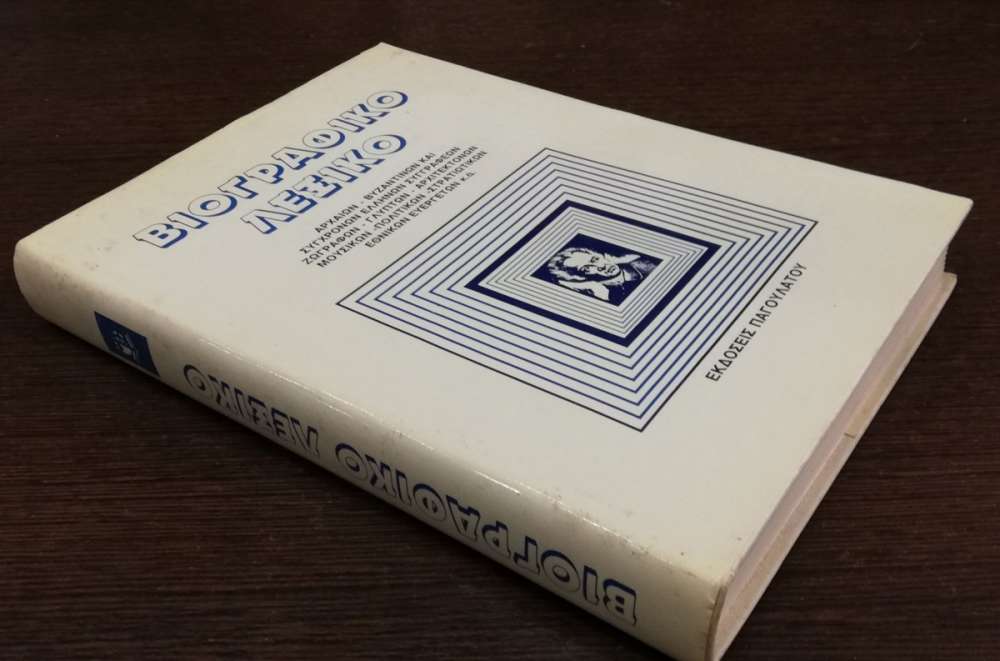 ΒΙΟΓΡΑΦΙΚΟ
ΛΕΞΙΚΟ
ΑΡΧΑΙΩΝ - ΒΥΖΑΝΤΙΝΩΝ ΚΑΙ
ΣΥΓΧΡΟΝΩΝ ΕΛΛΗΝΩΝ ΣΥΓΓΡΑΦΕΩΝ
ΖΩΓΡΑΦΩΝ - ΓΛΥΠΤΩΝ - ΑΡΧΙΤΕΚΤΟΝΩΝ
ΜΟΥΣΙΚΩΝ -ΠΟΛΙΤΙΚΩΝ -ΣΤΡΑΤΙΩΤΙΚΩΝ
ΕΘΝΙΚΩΝ ΕΥΕΡΓΕΤΩΝ κ.α.
ΕΚΔΟΣΕΙΣ ΠΑΓΟΥΛΑΤΟΥ
ΒΙΟΓΡΑΦΙΚΟ ΛΕΞΙΚΟ